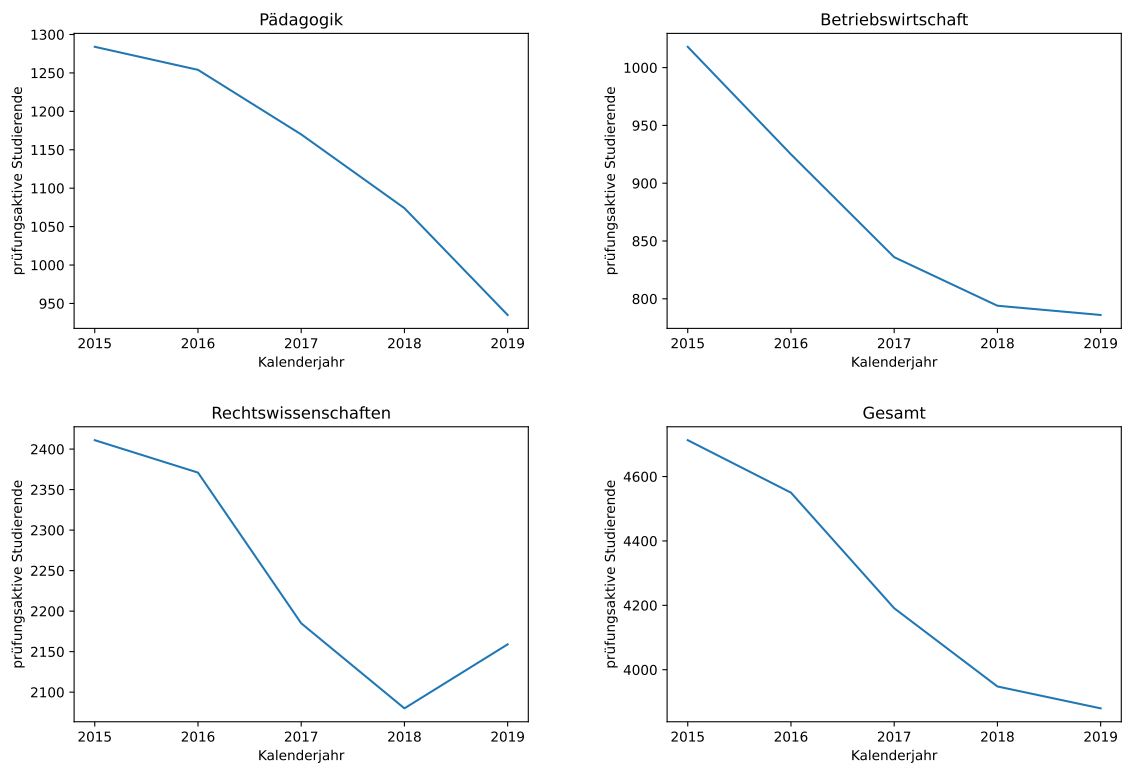 Pädagogik
1300
1250
1200
1150
1100
1050
1000
950
prüfungsaktive Studierende
2015 2016 2017 2018 2019
Kalenderjahr
Betriebswirtschaft
1000
950
900
850
800
prüfungsaktive Studierende
2015 2016 2017 2018 2019
Kalenderjahr
Rechtswissenschaften
2400
2350
2300
2250
2200
2150
2100
prüfungsaktive Studierende
2015 2016 2017 2018 2019
Kalenderjahr
Gesamt
4600
4400
4200
4000
prüfungsaktive Studierende
2015 2016 2017 2018 2019
Kalenderjahr